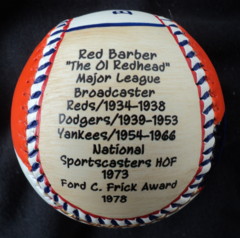 Red Barber
"The Ol Redhead"
Major League
Broadcaster
Reds/1934-1938
Dodgers/1939-1953
Yankees/1954-1966
National
Sportscasters HOF
1973
Ford C. Frick Award
1978